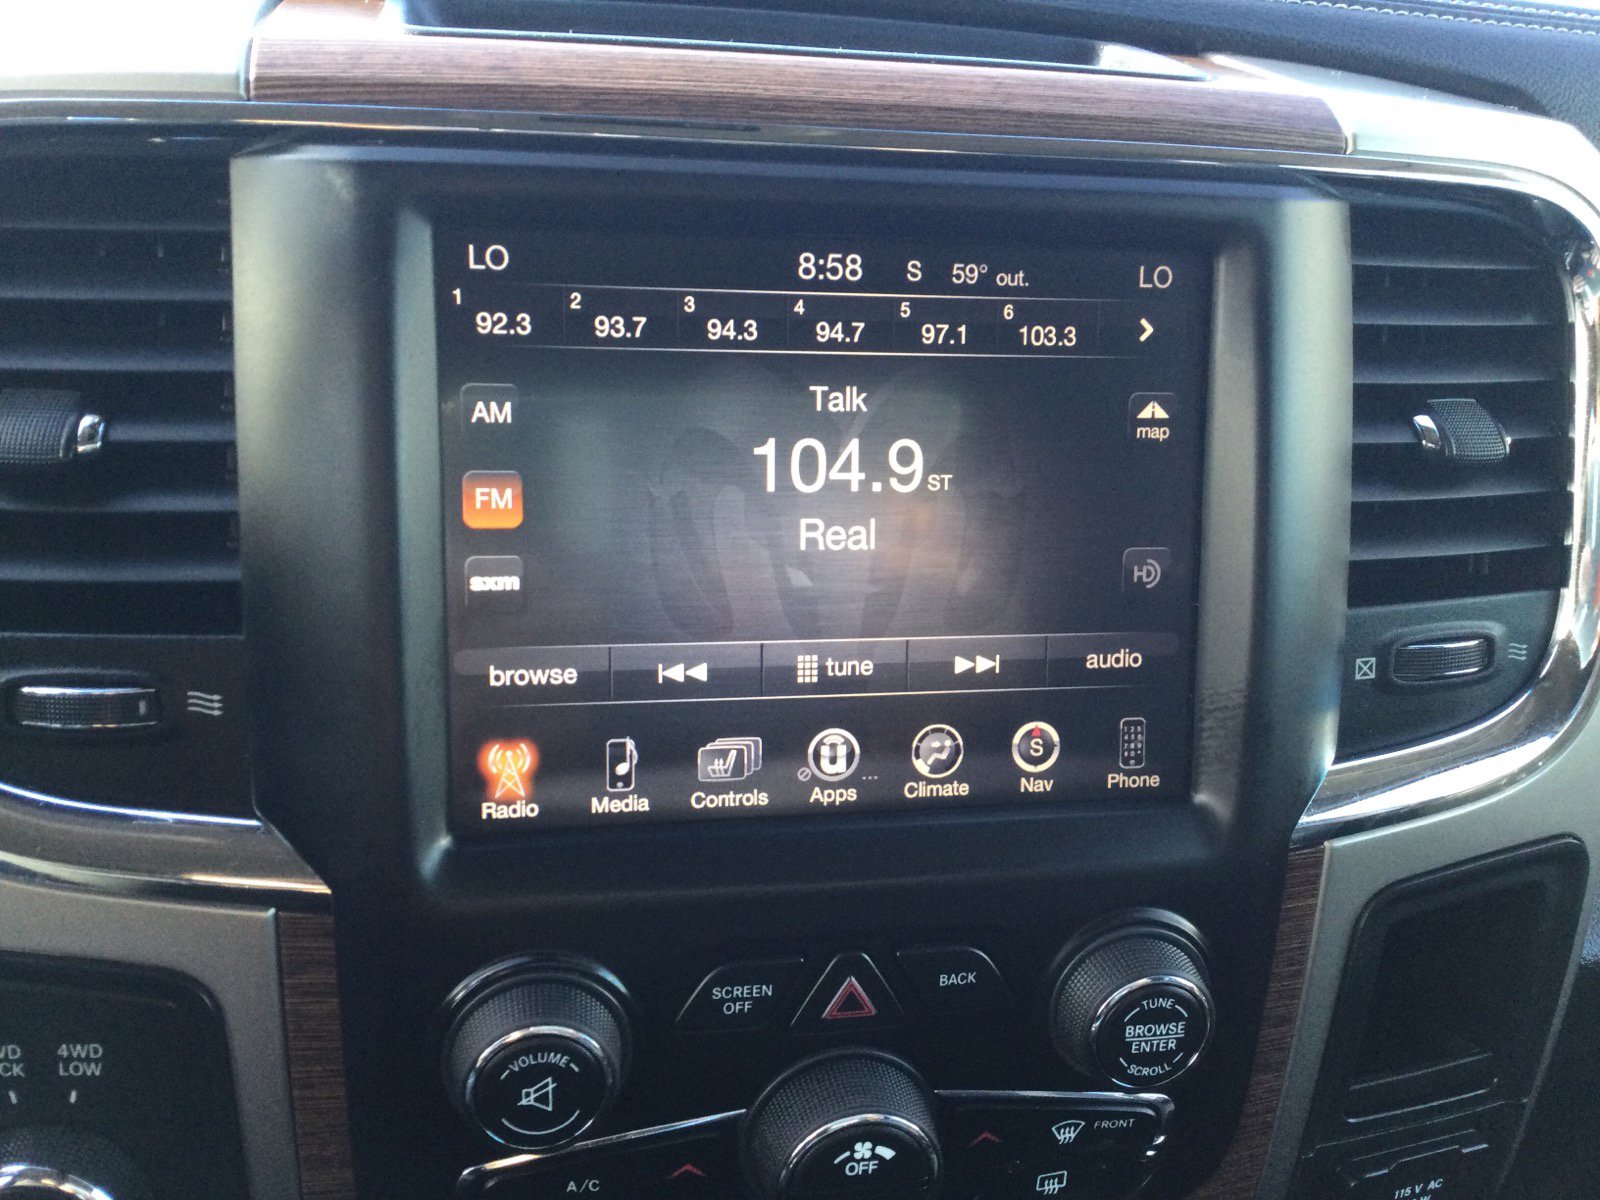 LO 8:58 S 59° out. LO
1 92.3 2 93.7 3 94.3 4 94.7 5 97.1 6 103.3
AM
Talk
map
104.9 ST
FM
Real
sxm
HD
browse tune audio
Radio Media Controls Apps Climate Nav Phone
S
SCREEN
OFF
BACK
VOLUME
TUNE
BROWSE
ENTER
SCROLL
4WD
LOW
OFF
FRONT
A/C
115 V AC